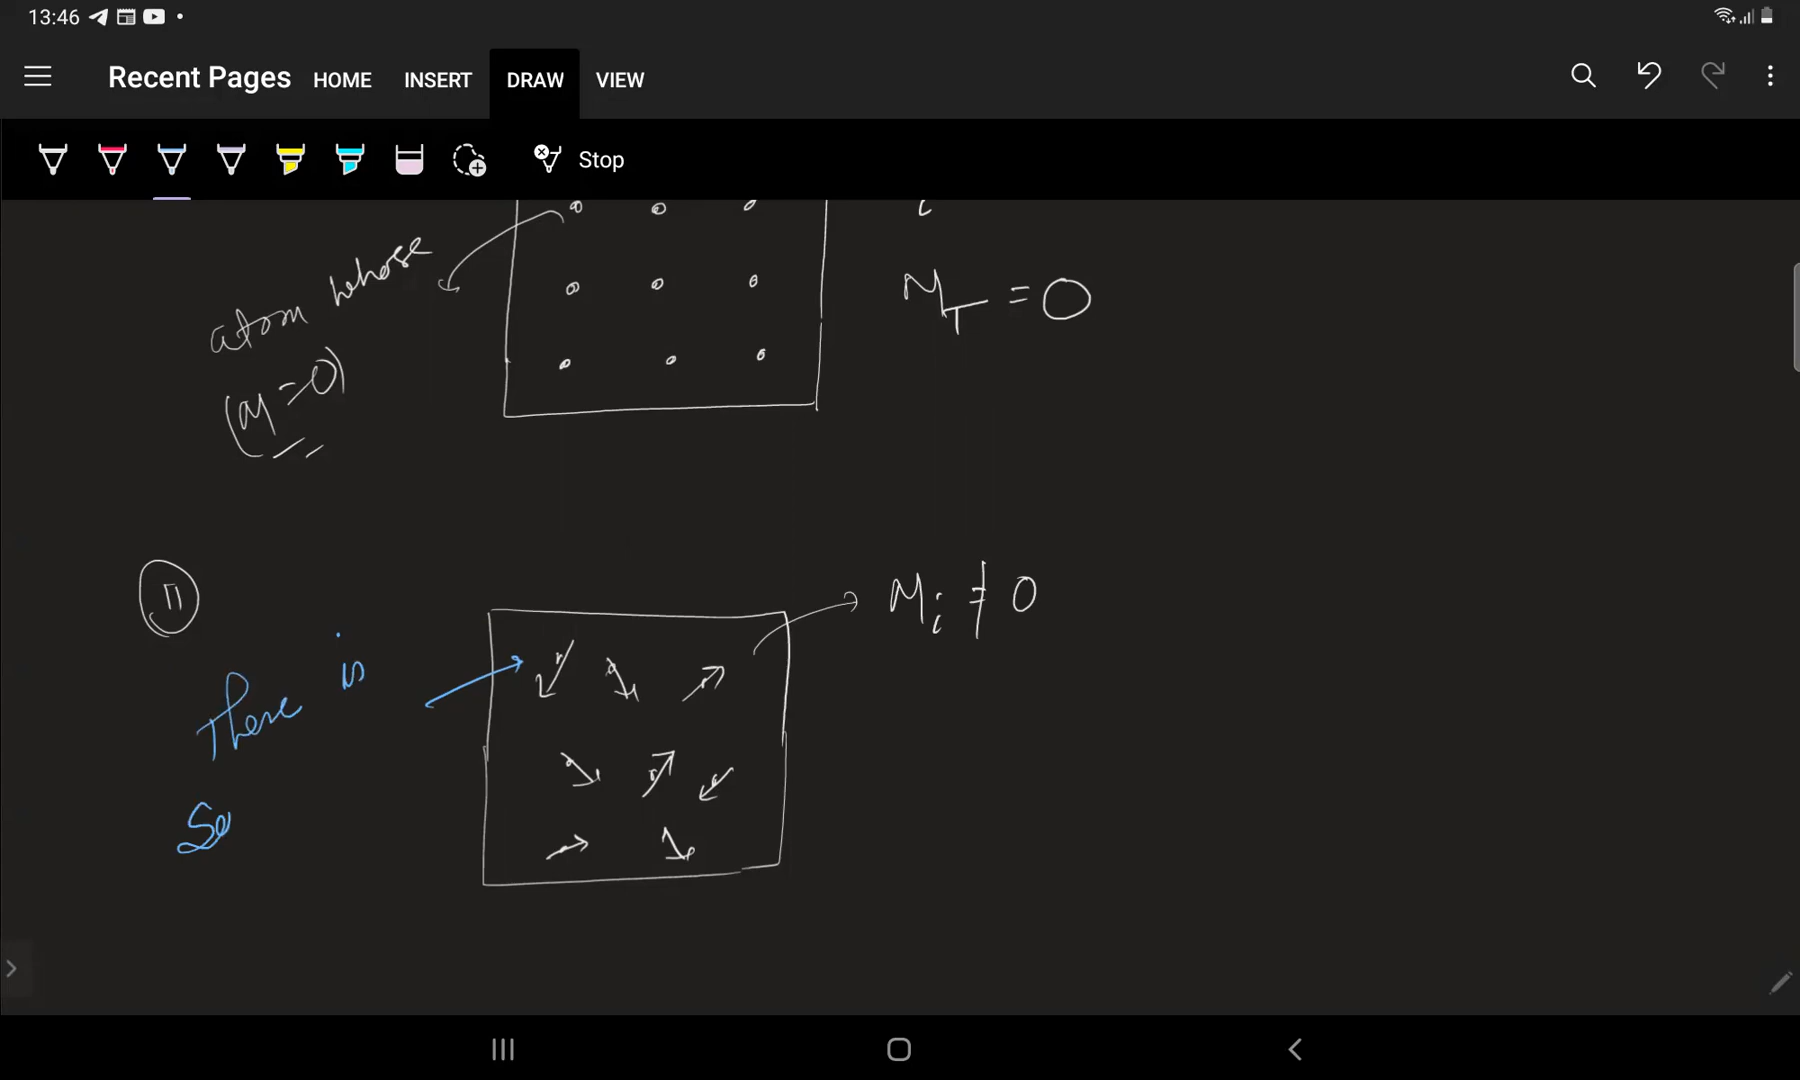 13:46
Recent Pages HOME INSERT DRAW VIEW
Stop
i
atom whose
(M = 0)
M_T = 0
II
M_i ≠ 0
There is
Se